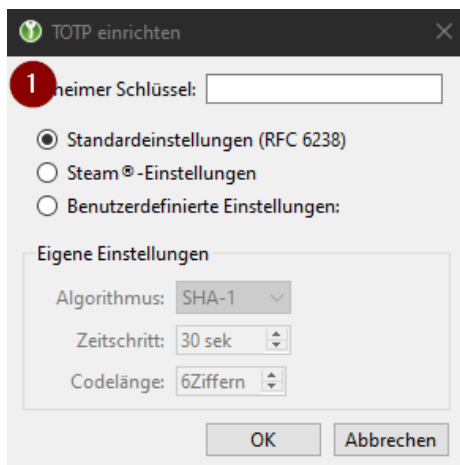 TOTP einrichten
1
heimer Schlüssel:
Standardeinstellungen (RFC 6238)
Steam®-Einstellungen
Benutzerdefinierte Einstellungen:
Eigene Einstellungen
Algorithmus: SHA-1
Zeitschritt: 30 sek
Codelänge: 6Ziffern
OK Abbrechen